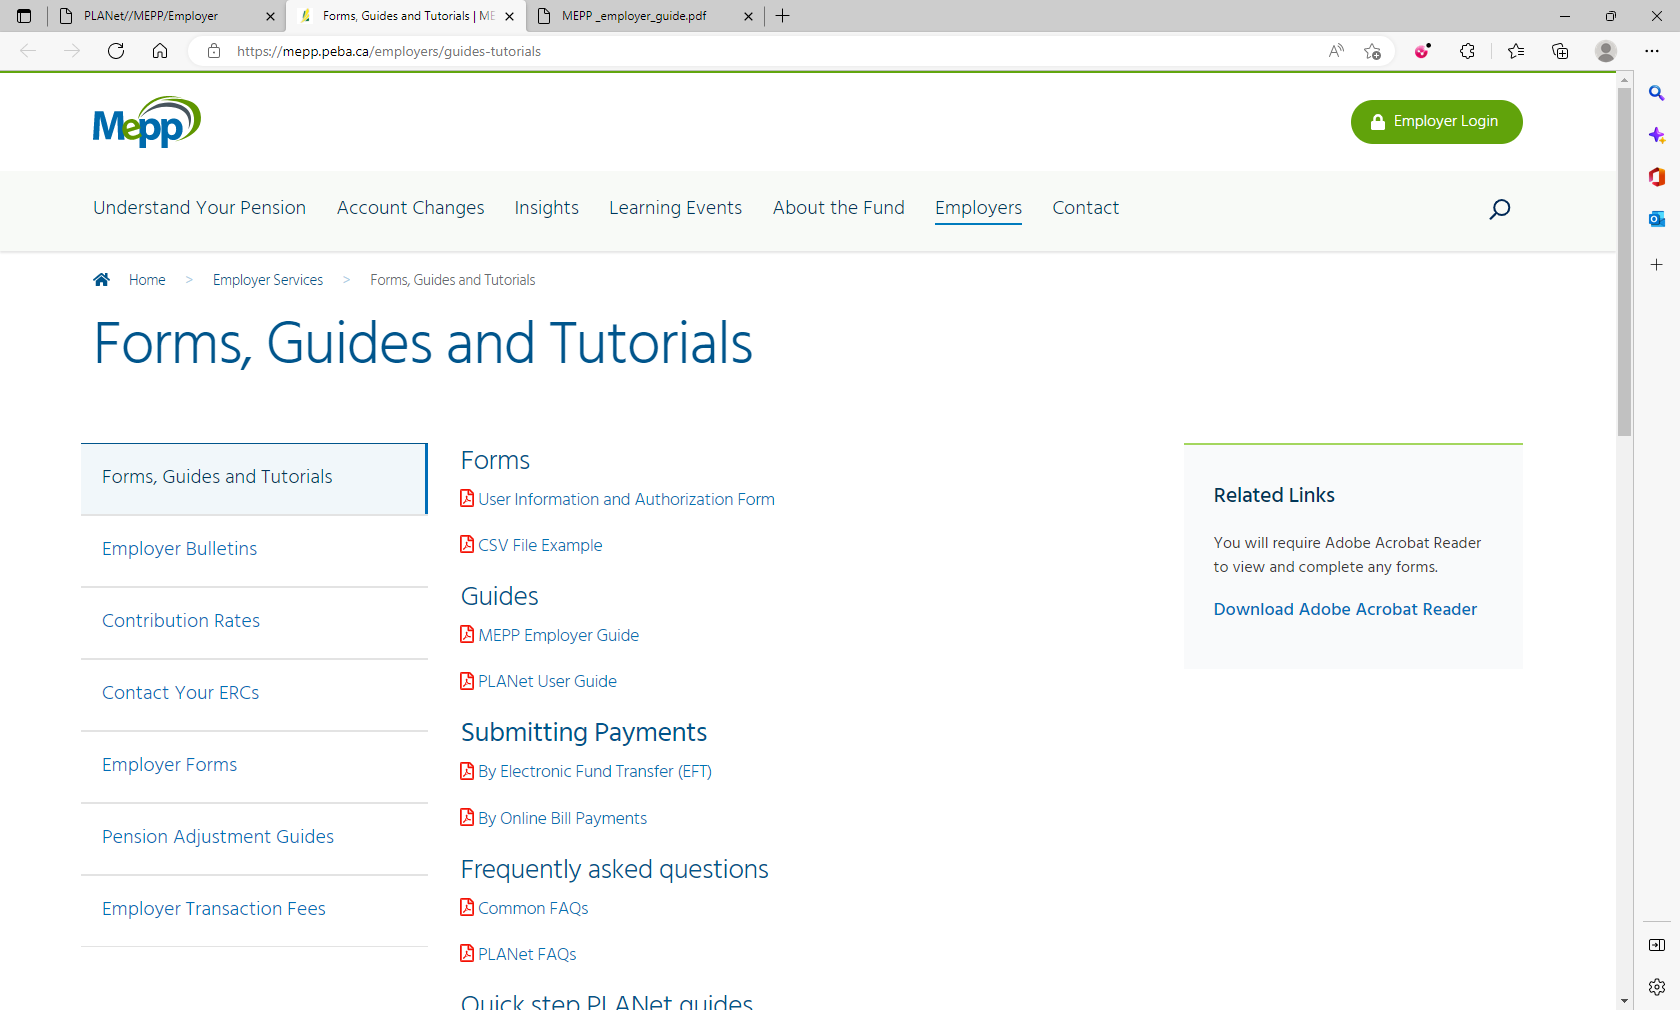 PLANet//MEPP/Employer
Forms, Guides and Tutorials | ME
MEPP _employer_guide.pdf
https://mepp.peba.ca/employers/guides-tutorials
Mepp
Employer Login
Understand Your Pension
Account Changes
Insights
Learning Events
About the Fund
Employers
Contact
Home > Employer Services > Forms, Guides and Tutorials
Forms, Guides and Tutorials
Forms, Guides and Tutorials
Employer Bulletins
Contribution Rates
Contact Your ERCs
Employer Forms
Pension Adjustment Guides
Employer Transaction Fees
Forms
User Information and Authorization Form
CSV File Example
Guides
MEPP Employer Guide
PLANet User Guide
Submitting Payments
By Electronic Fund Transfer (EFT)
By Online Bill Payments
Frequently asked questions
Common FAQs
PLANet FAQs
Quick step PLANet guides
Related Links
You will require Adobe Acrobat Reader
to view and complete any forms.
Download Adobe Acrobat Reader